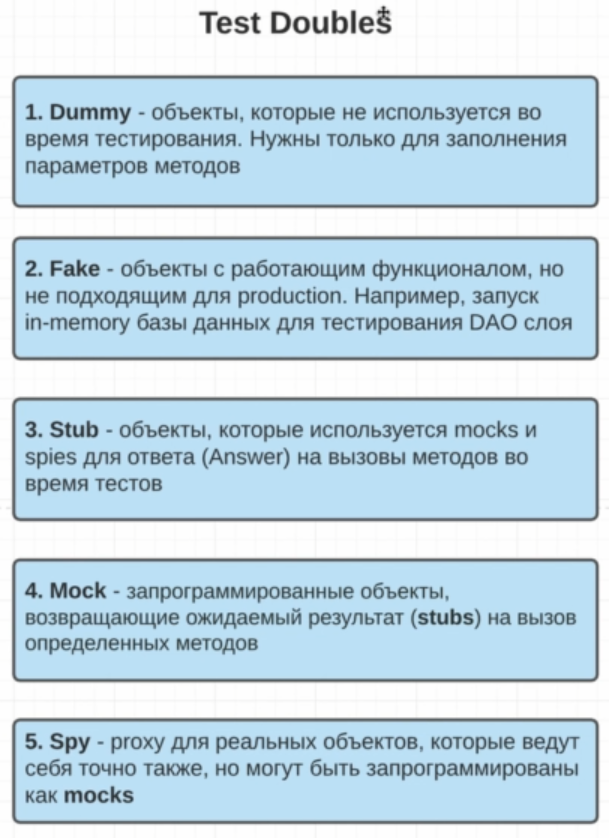 Test Doubles
1. Dummy - объекты, которые не используется во
время тестирования. Нужны только для заполнения
параметров методов
2. Fake - объекты с работающим функционалом, но
не подходящим для production. Например, запуск
in-memory базы данных для тестирования DAO слоя
3. Stub - объекты, которые используется mocks и
spies для ответа (Answer) на вызовы методов во
время тестов
4. Mock - запрограммированные объекты,
возвращающие ожидаемый результат (stubs) на вызов
определенных методов
5. Spy - proxy для реальных объектов, которые ведут
себя точно также, но могут быть запрограммированы
как mocks